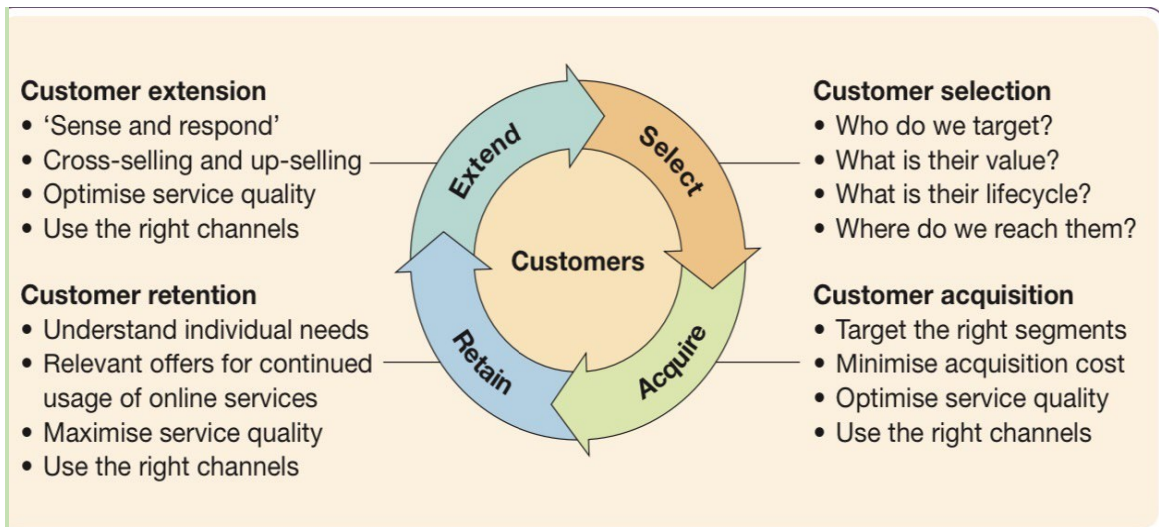 Customer extension
• ‘Sense and respond’
• Cross-selling and up-selling
• Optimise service quality
• Use the right channels
Customer retention
• Understand individual needs
• Relevant offers for continued
usage of online services
• Maximise service quality
• Use the right channels
Extend
Select
Customers
Retain
Acquire
Customer selection
• Who do we target?
• What is their value?
• What is their lifecycle?
• Where do we reach them?
Customer acquisition
• Target the right segments
• Minimise acquisition cost
• Optimise service quality
• Use the right channels